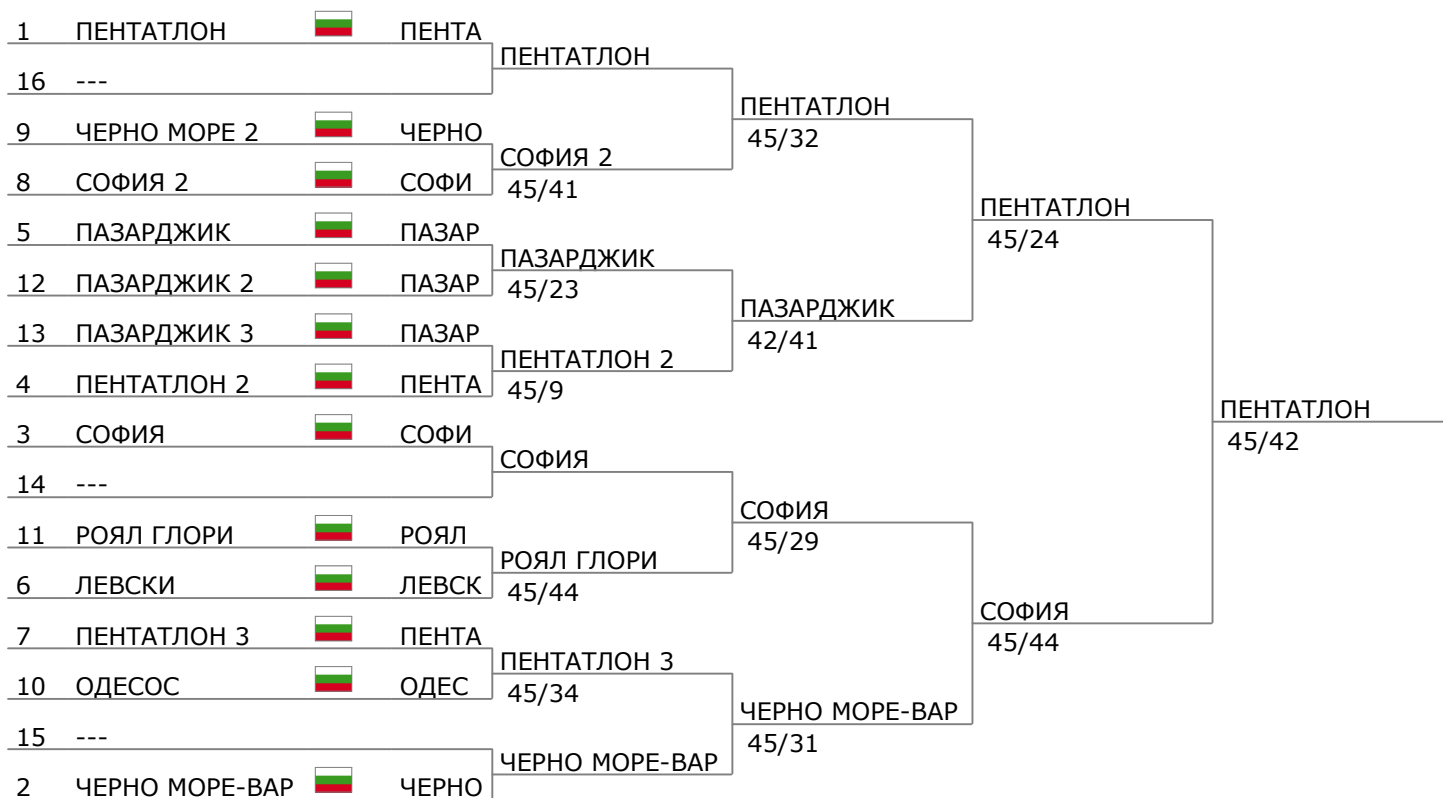 1 ПЕНТАТЛОН ПЕНТА
ПЕНТАТЛОН
16 ---
ПЕНТАТЛОН
45/32
9 ЧЕРНО МОРЕ 2 ЧЕРНО
СОФИЯ 2
45/41
8 СОФИЯ 2 СОФИ
ПЕНТАТЛОН
45/24
5 ПАЗАРДЖИК ПАЗАР
ПАЗАРДЖИК
45/23
12 ПАЗАРДЖИК 2 ПАЗАР
ПАЗАРДЖИК
42/41
13 ПАЗАРДЖИК 3 ПАЗАР
ПЕНТАТЛОН 2
45/9
4 ПЕНТАТЛОН 2 ПЕНТА
ПЕНТАТЛОН
45/42
3 СОФИЯ СОФИ
СОФИЯ
14 ---
СОФИЯ
45/29
11 РОЯЛ ГЛОРИ РОЯЛ
РОЯЛ ГЛОРИ
45/44
6 ЛЕВСКИ ЛЕВСК
СОФИЯ
45/44
7 ПЕНТАТЛОН 3 ПЕНТА
ПЕНТАТЛОН 3
45/34
10 ОДЕСОС ОДЕС
ЧЕРНО МОРЕ-ВАР
45/31
15 ---
ЧЕРНО МОРЕ-ВАР
2 ЧЕРНО МОРЕ-ВАР ЧЕРНО